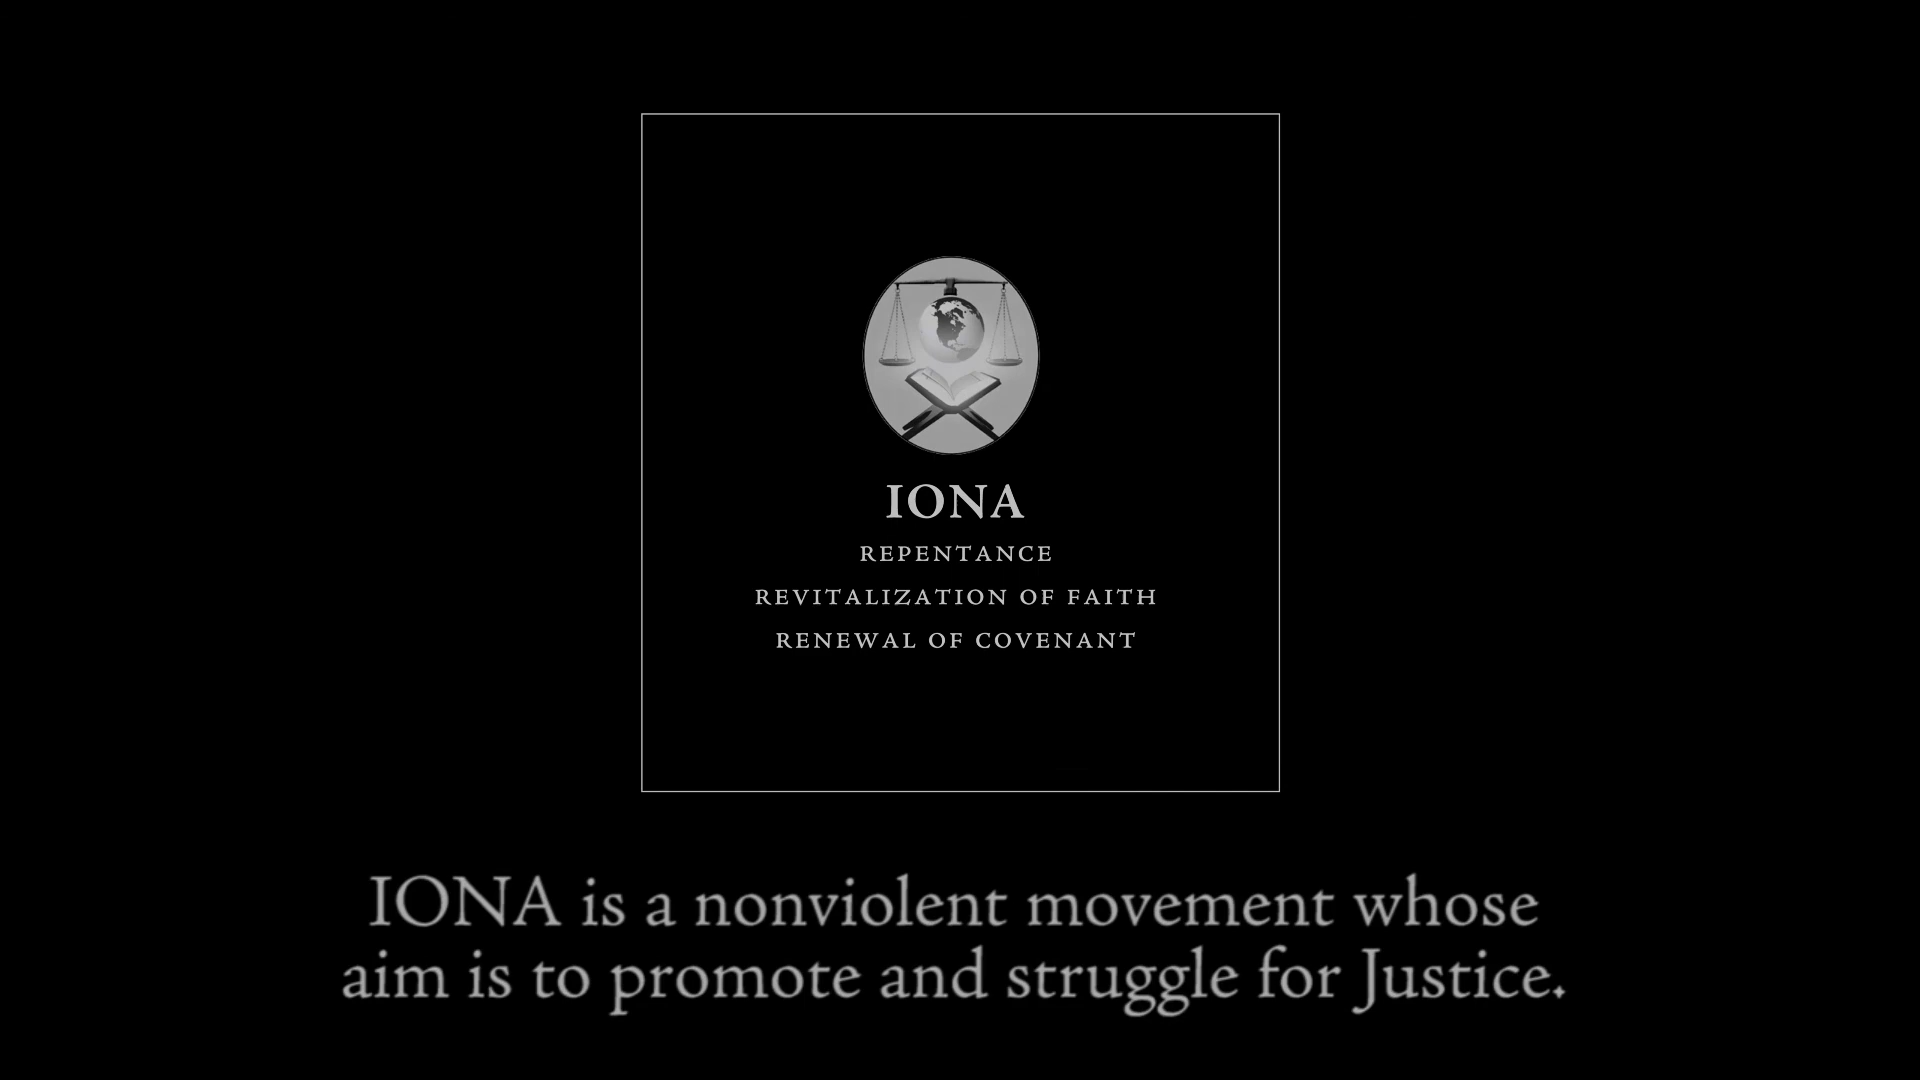 IONA
REPENTANCE
REVITALIZATION OF FAITH
RENEWAL OF COVENANT
IONA is a nonviolent movement whose
aim is to promote and struggle for Justice.